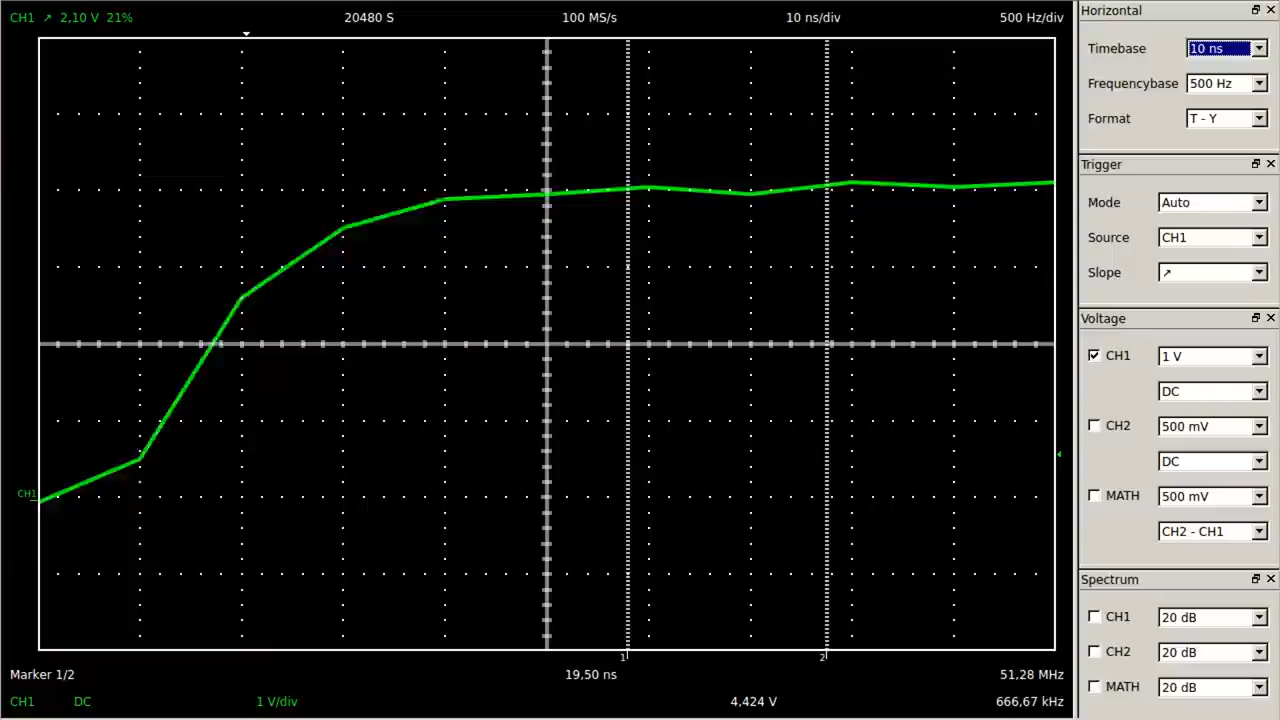 CH1 ↗ 2,10 V 21% 20480 S 100 MS/s 10 ns/div 500 Hz/div
CH1
1
2
Marker 1/2 19,50 ns 51,28 MHz
CH1 DC 1 V/div 4,424 V 666,67 kHz
Horizontal
Timebase 10 ns
Frequencybase 500 Hz
Format T - Y
Trigger
Mode Auto
Source CH1
Slope ↗
Voltage
CH1 1 V
DC
CH2 500 mV
DC
MATH 500 mV
CH2 - CH1
Spectrum
CH1 20 dB
CH2 20 dB
MATH 20 dB